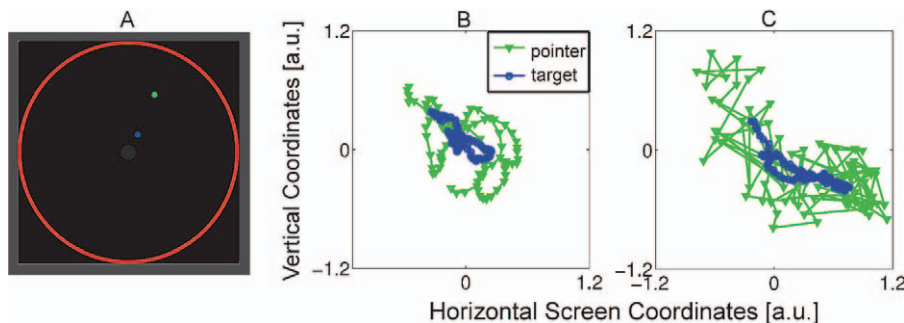 A
B
C
1.2
0
−1.2
0
1.2
pointer
target
1.2
0
−1.2
−1.2
0
1.2
Vertical Coordinates [a.u.]
Horizontal Screen Coordinates [a.u.]